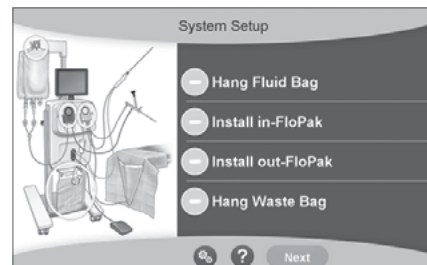 System Setup
Hang Fluid Bag
Install in-FloPak
Install out-FloPak
Hang Waste Bag
?
Next